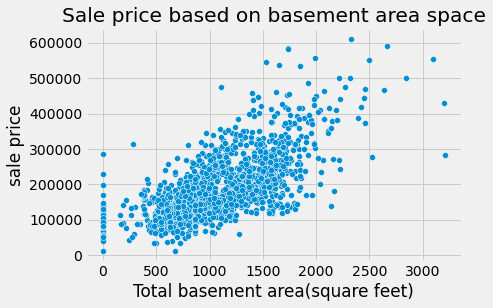 Sale price based on basement area space
600000
500000
400000
300000
200000
100000
0
sale price
0 500 1000 1500 2000 2500 3000
Total basement area(square feet)